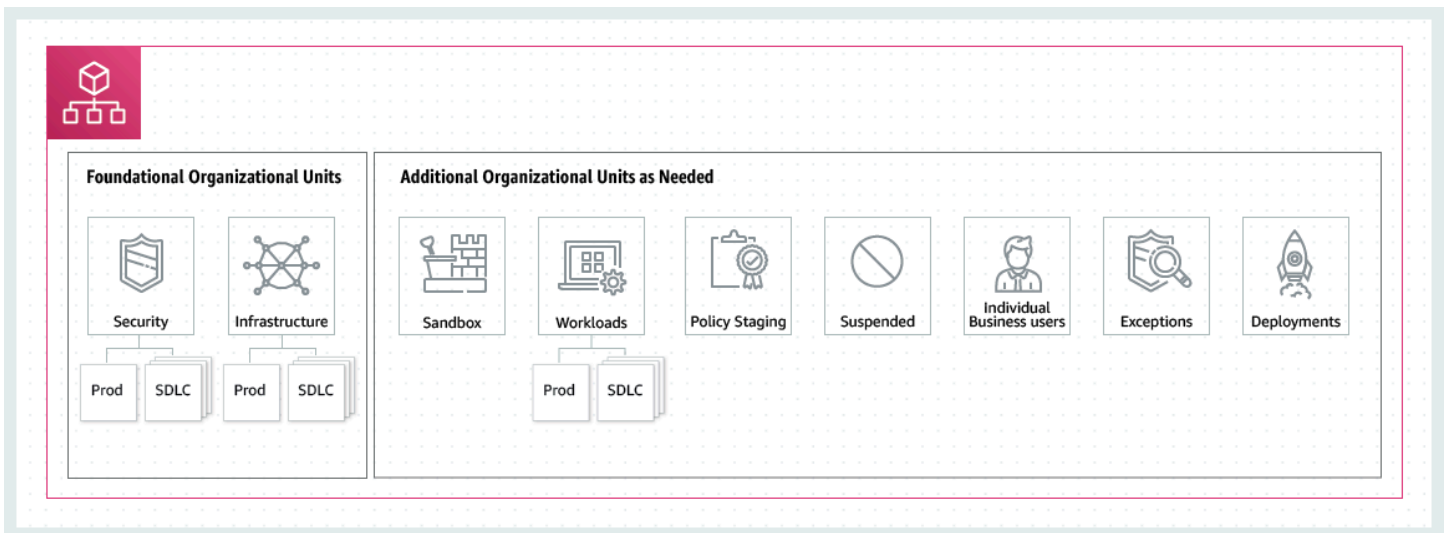 Foundational Organizational Units
Additional Organizational Units as Needed
Security
Infrastructure
Sandbox
Workloads
Policy Staging
Suspended
Individual
Business users
Exceptions
Deployments
Prod
SDLC
Prod
SDLC
Prod
SDLC